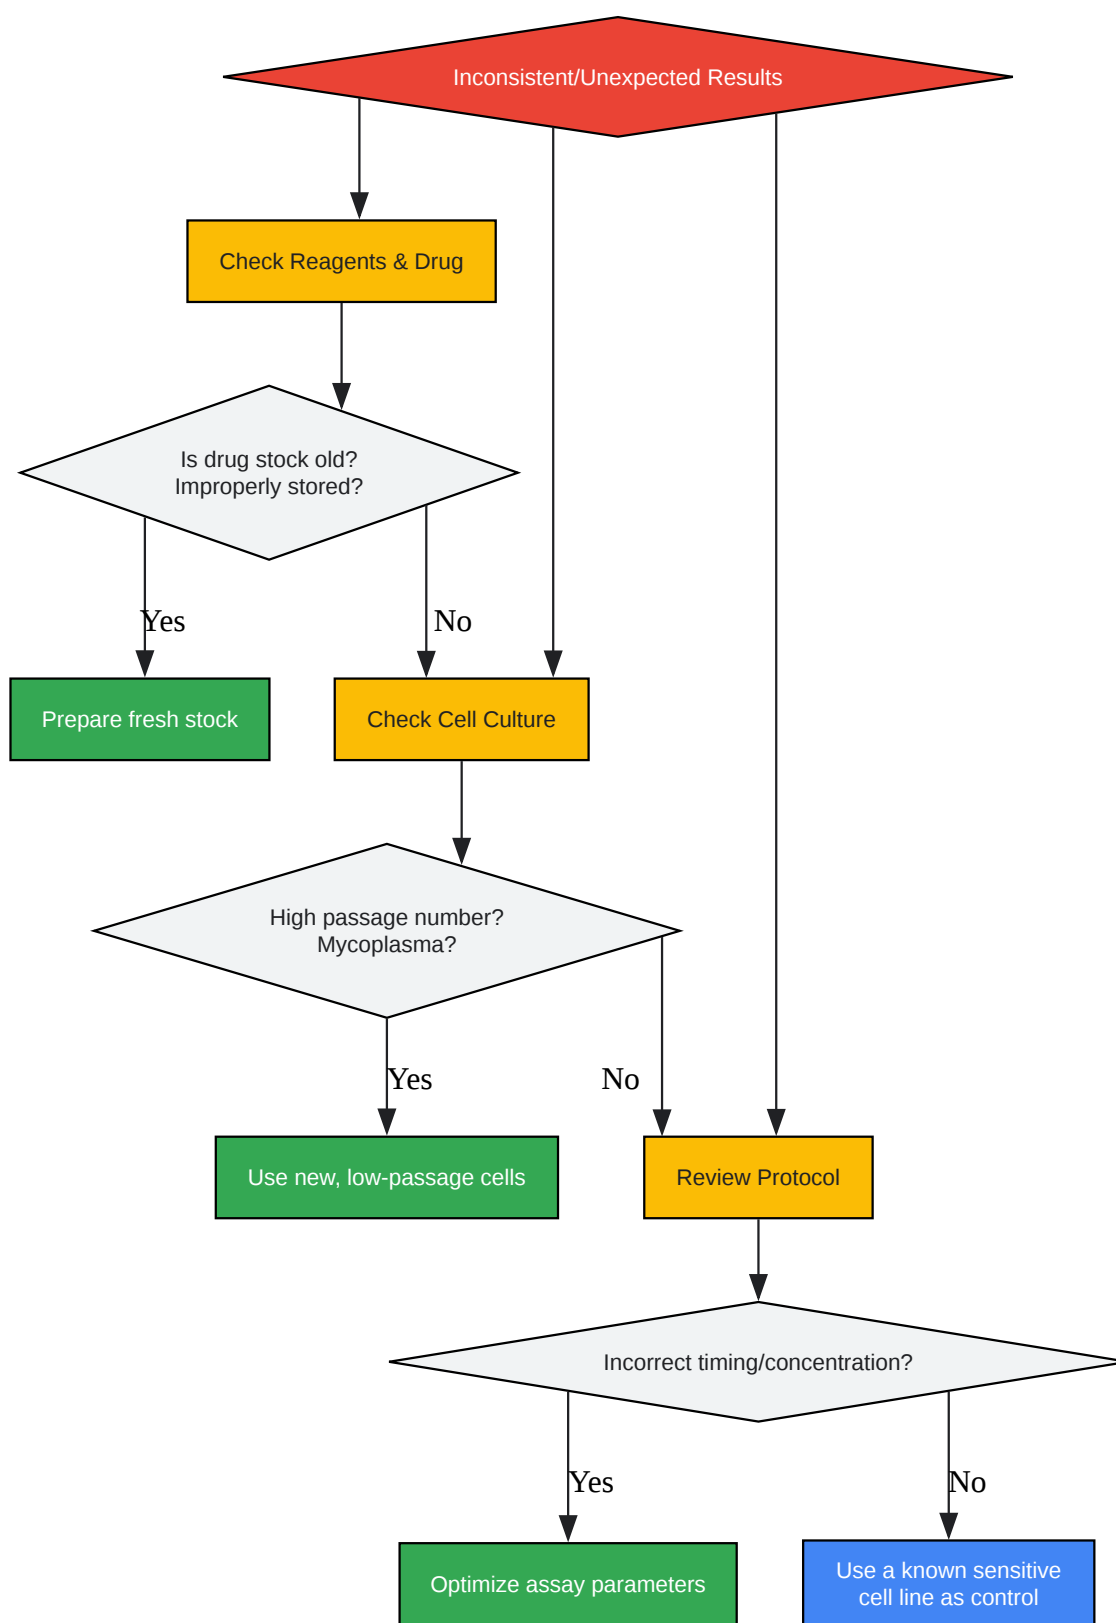 Inconsistent/Unexpected Results
Check Reagents & Drug
Is drug stock old?
Improperly stored?
Yes
No
Prepare fresh stock
Check Cell Culture
High passage number?
Mycoplasma?
Yes
No
Use new, low-passage cells
Review Protocol
Incorrect timing/concentration?
Yes
No
Optimize assay parameters
Use a known sensitive
cell line as control